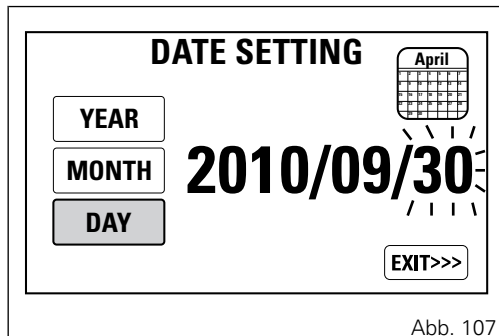 DATE SETTING
April
YEAR
MONTH
DAY
2010/09/30
EXIT>>>
Abb. 107